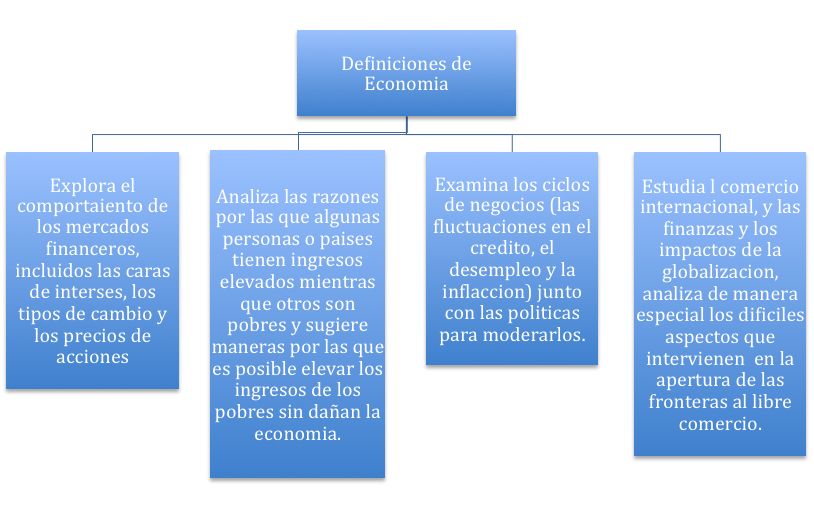 Definiciones de
Economia
Explora el
comportaiento de
los mercados
financeros,
incluidos las caras
de interses, los
tipos de cambio y
los precios de
acciones
Analiza las razones
por las que algunas
personas o paises
tienen ingresos
elevados mientras
que otros son
pobres y sugiere
maneras por las que
es posible elevar los
ingresos de los
pobres sin dañan la
economia.
Examina los ciclos
de negocios (las
fluctuaciones en el
credito, el
desempleo y la
inflaccion) junto
con las politicas
para moderarlos.
Estudia l comercio
internacional, y las
finanzas y los
impactos de la
globalizacion,
analiza de manera
especial los dificiles
aspectos que
intervienen en la
apertura de las
fronteras al libre
comercio.